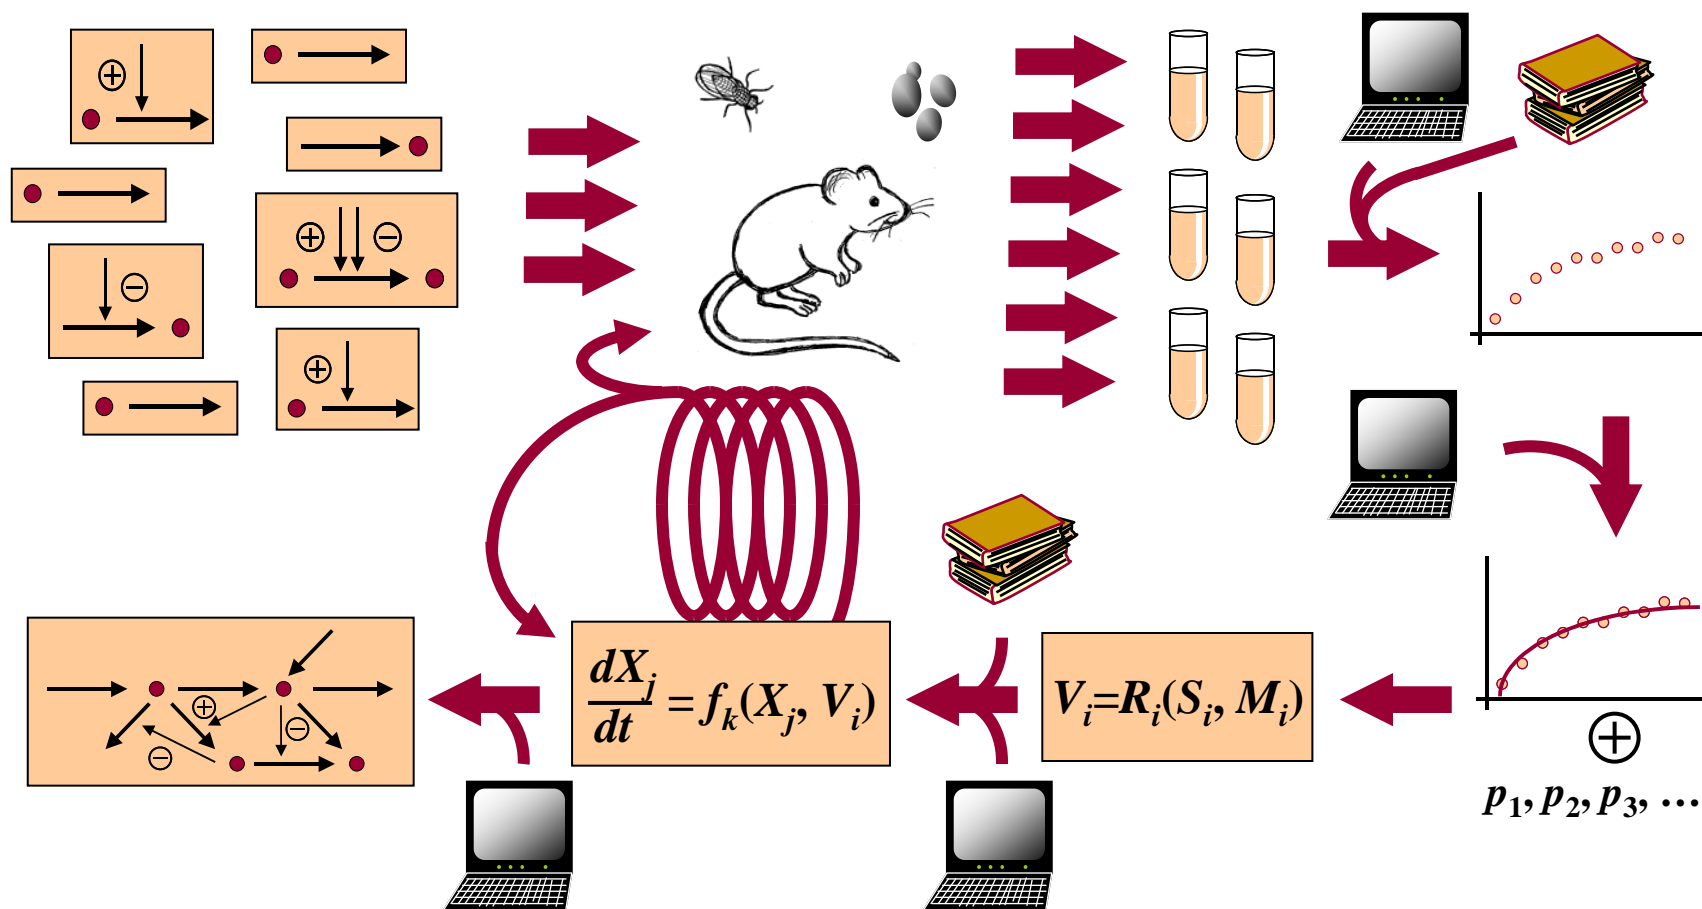 ⊕
⊕ ⊖
⊖
⊕
dX_j/dt = f_k(X_j, V_i)
V_i=R_i(S_i, M_i)
⊕
⊖
⊖
⊕
p_1, p_2, p_3, …